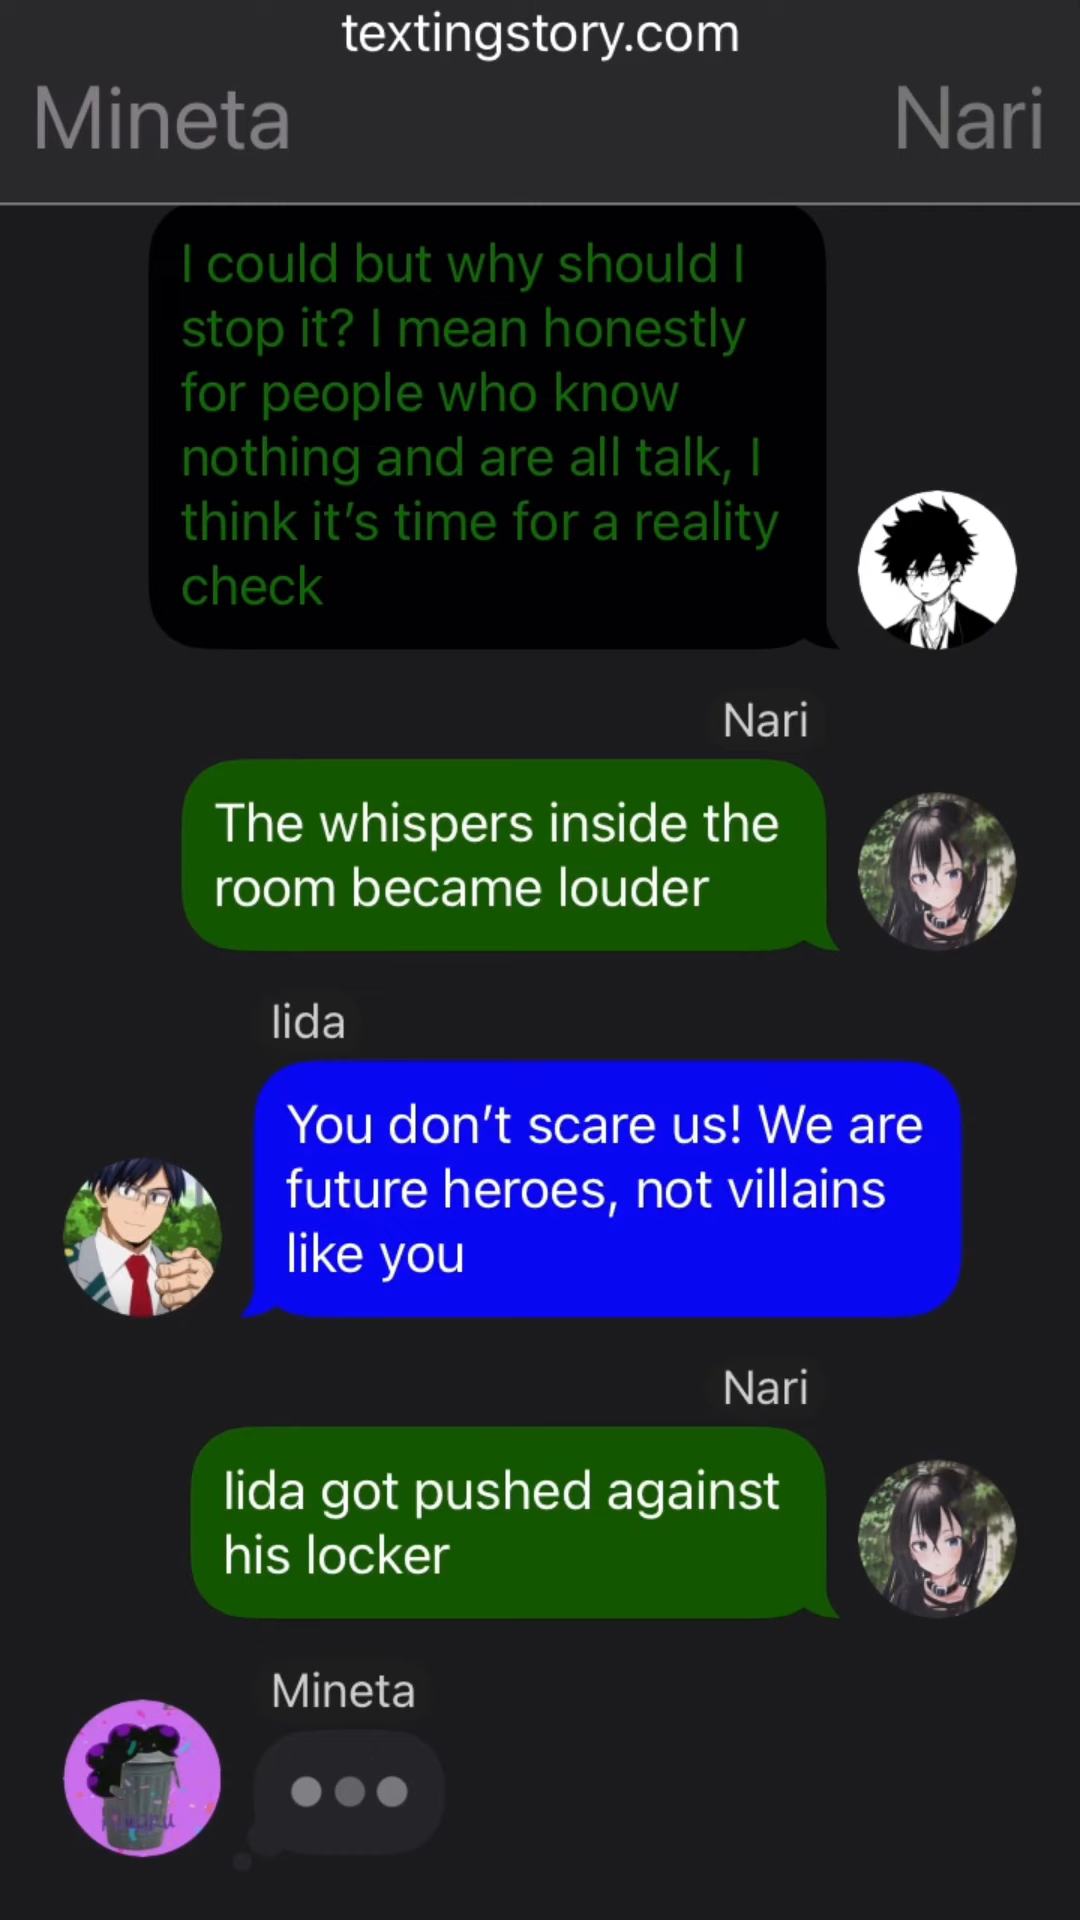 textingstory.com
Mineta
Nari
I could but why should I
stop it? I mean honestly
for people who know
nothing and are all talk, I
think it’s time for a reality
check
Nari
The whispers inside the
room became louder
Iida
You don’t scare us! We are
future heroes, not villains
like you
Nari
Iida got pushed against
his locker
Mineta